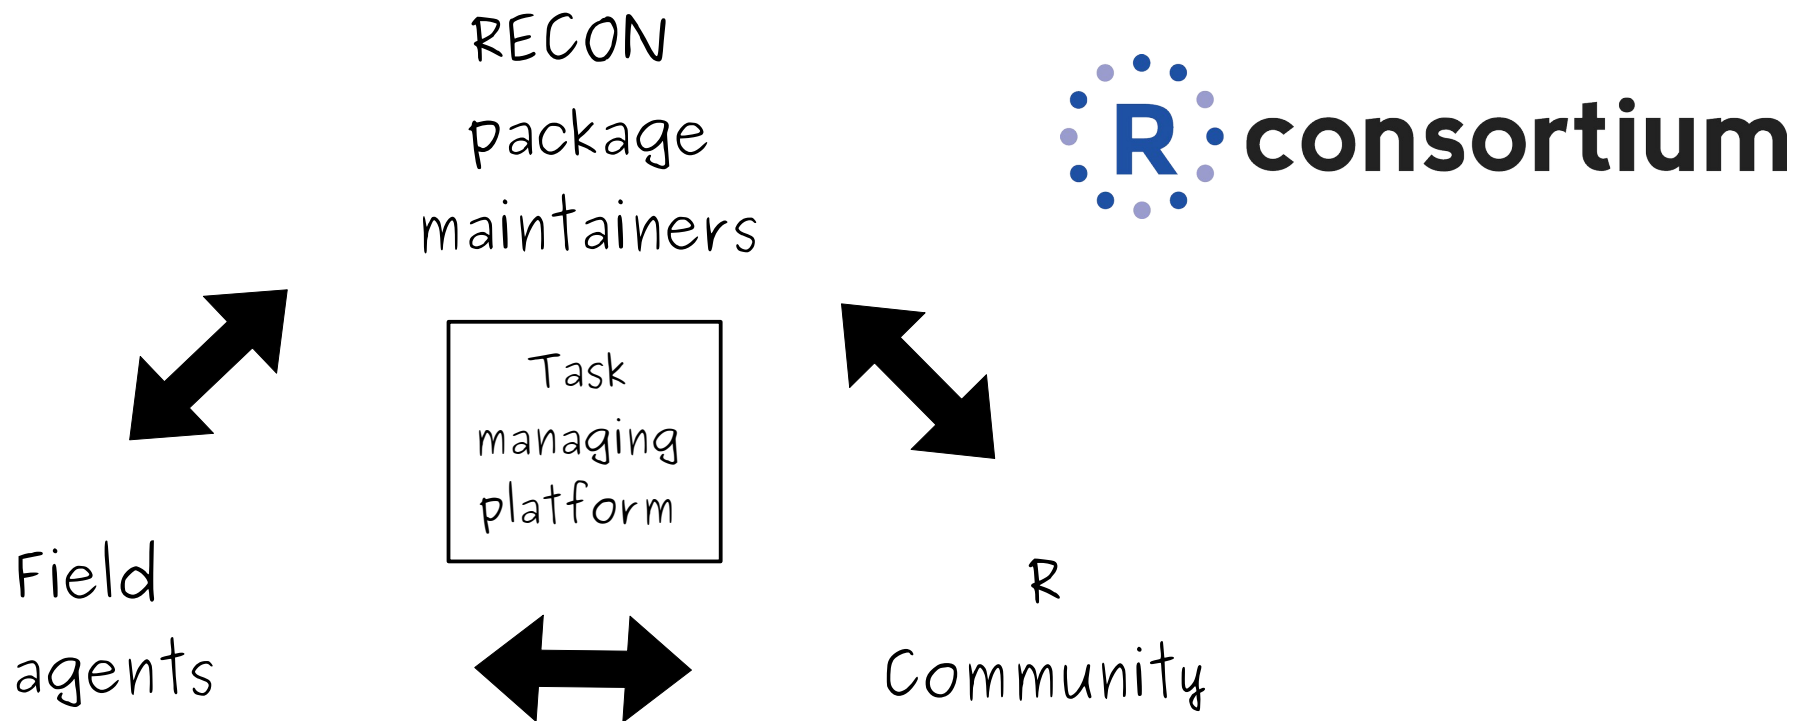 RECON
package
maintainers
R consortium
Task
managing
platform
Field
agents
R
Community